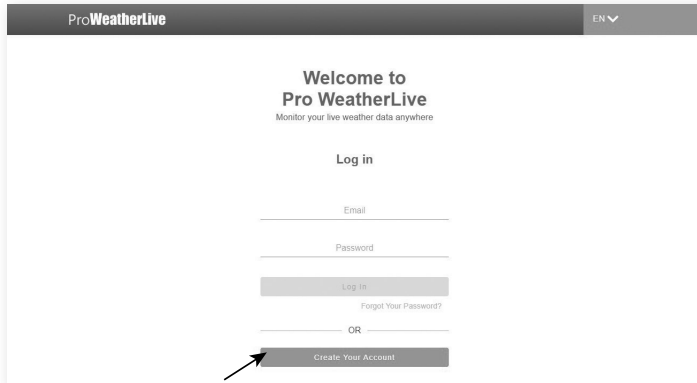 ProWeatherLive
EN
Welcome to
Pro WeatherLive
Monitor your live weather data anywhere
Log in
Email
Password
Log In
Forgot Your Password?
OR
Create Your Account